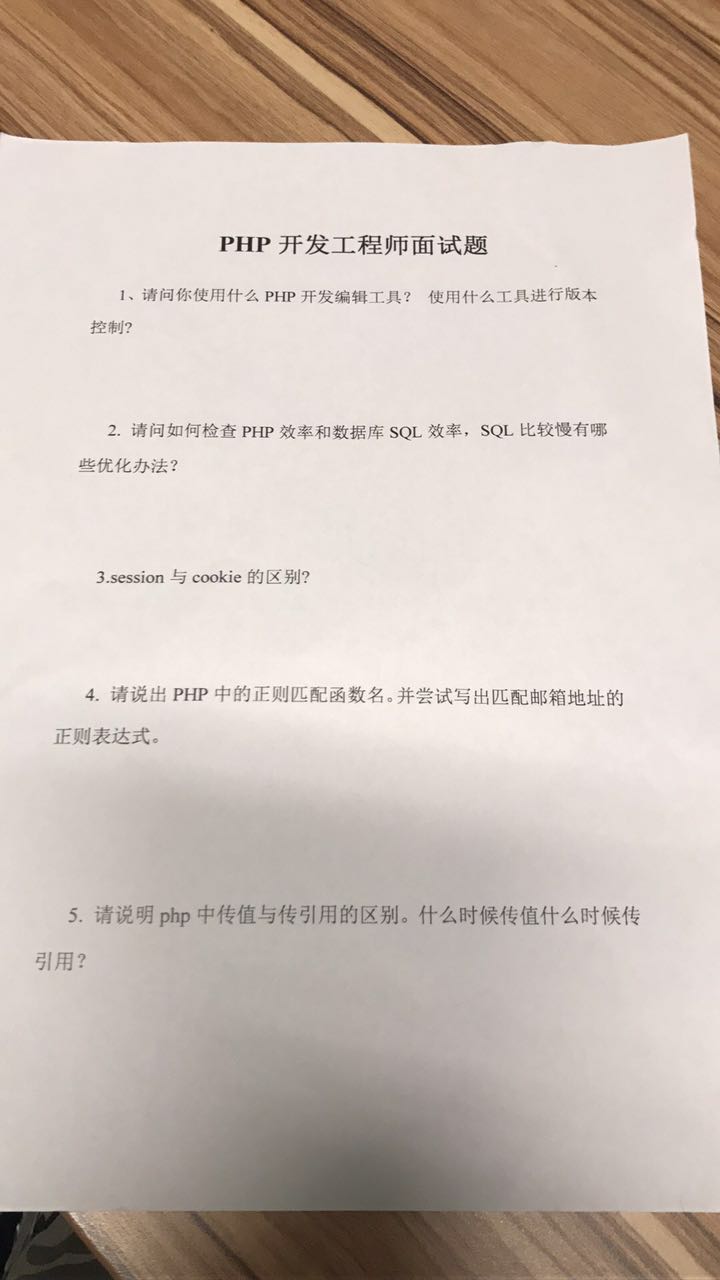 PHP 开发工程师面试题
1、请问你使用什么 PHP 开发编辑工具？ 使用什么工具进行版本
控制?
2. 请问如何检查 PHP 效率和数据库 SQL 效率，SQL 比较慢有哪
些优化办法？
3.session 与 cookie 的区别?
4. 请说出 PHP 中的正则匹配函数名。并尝试写出匹配邮箱地址的
正则表达式。
5. 请说明 php 中传值与传引用的区别。什么时候传值什么时候传
引用？